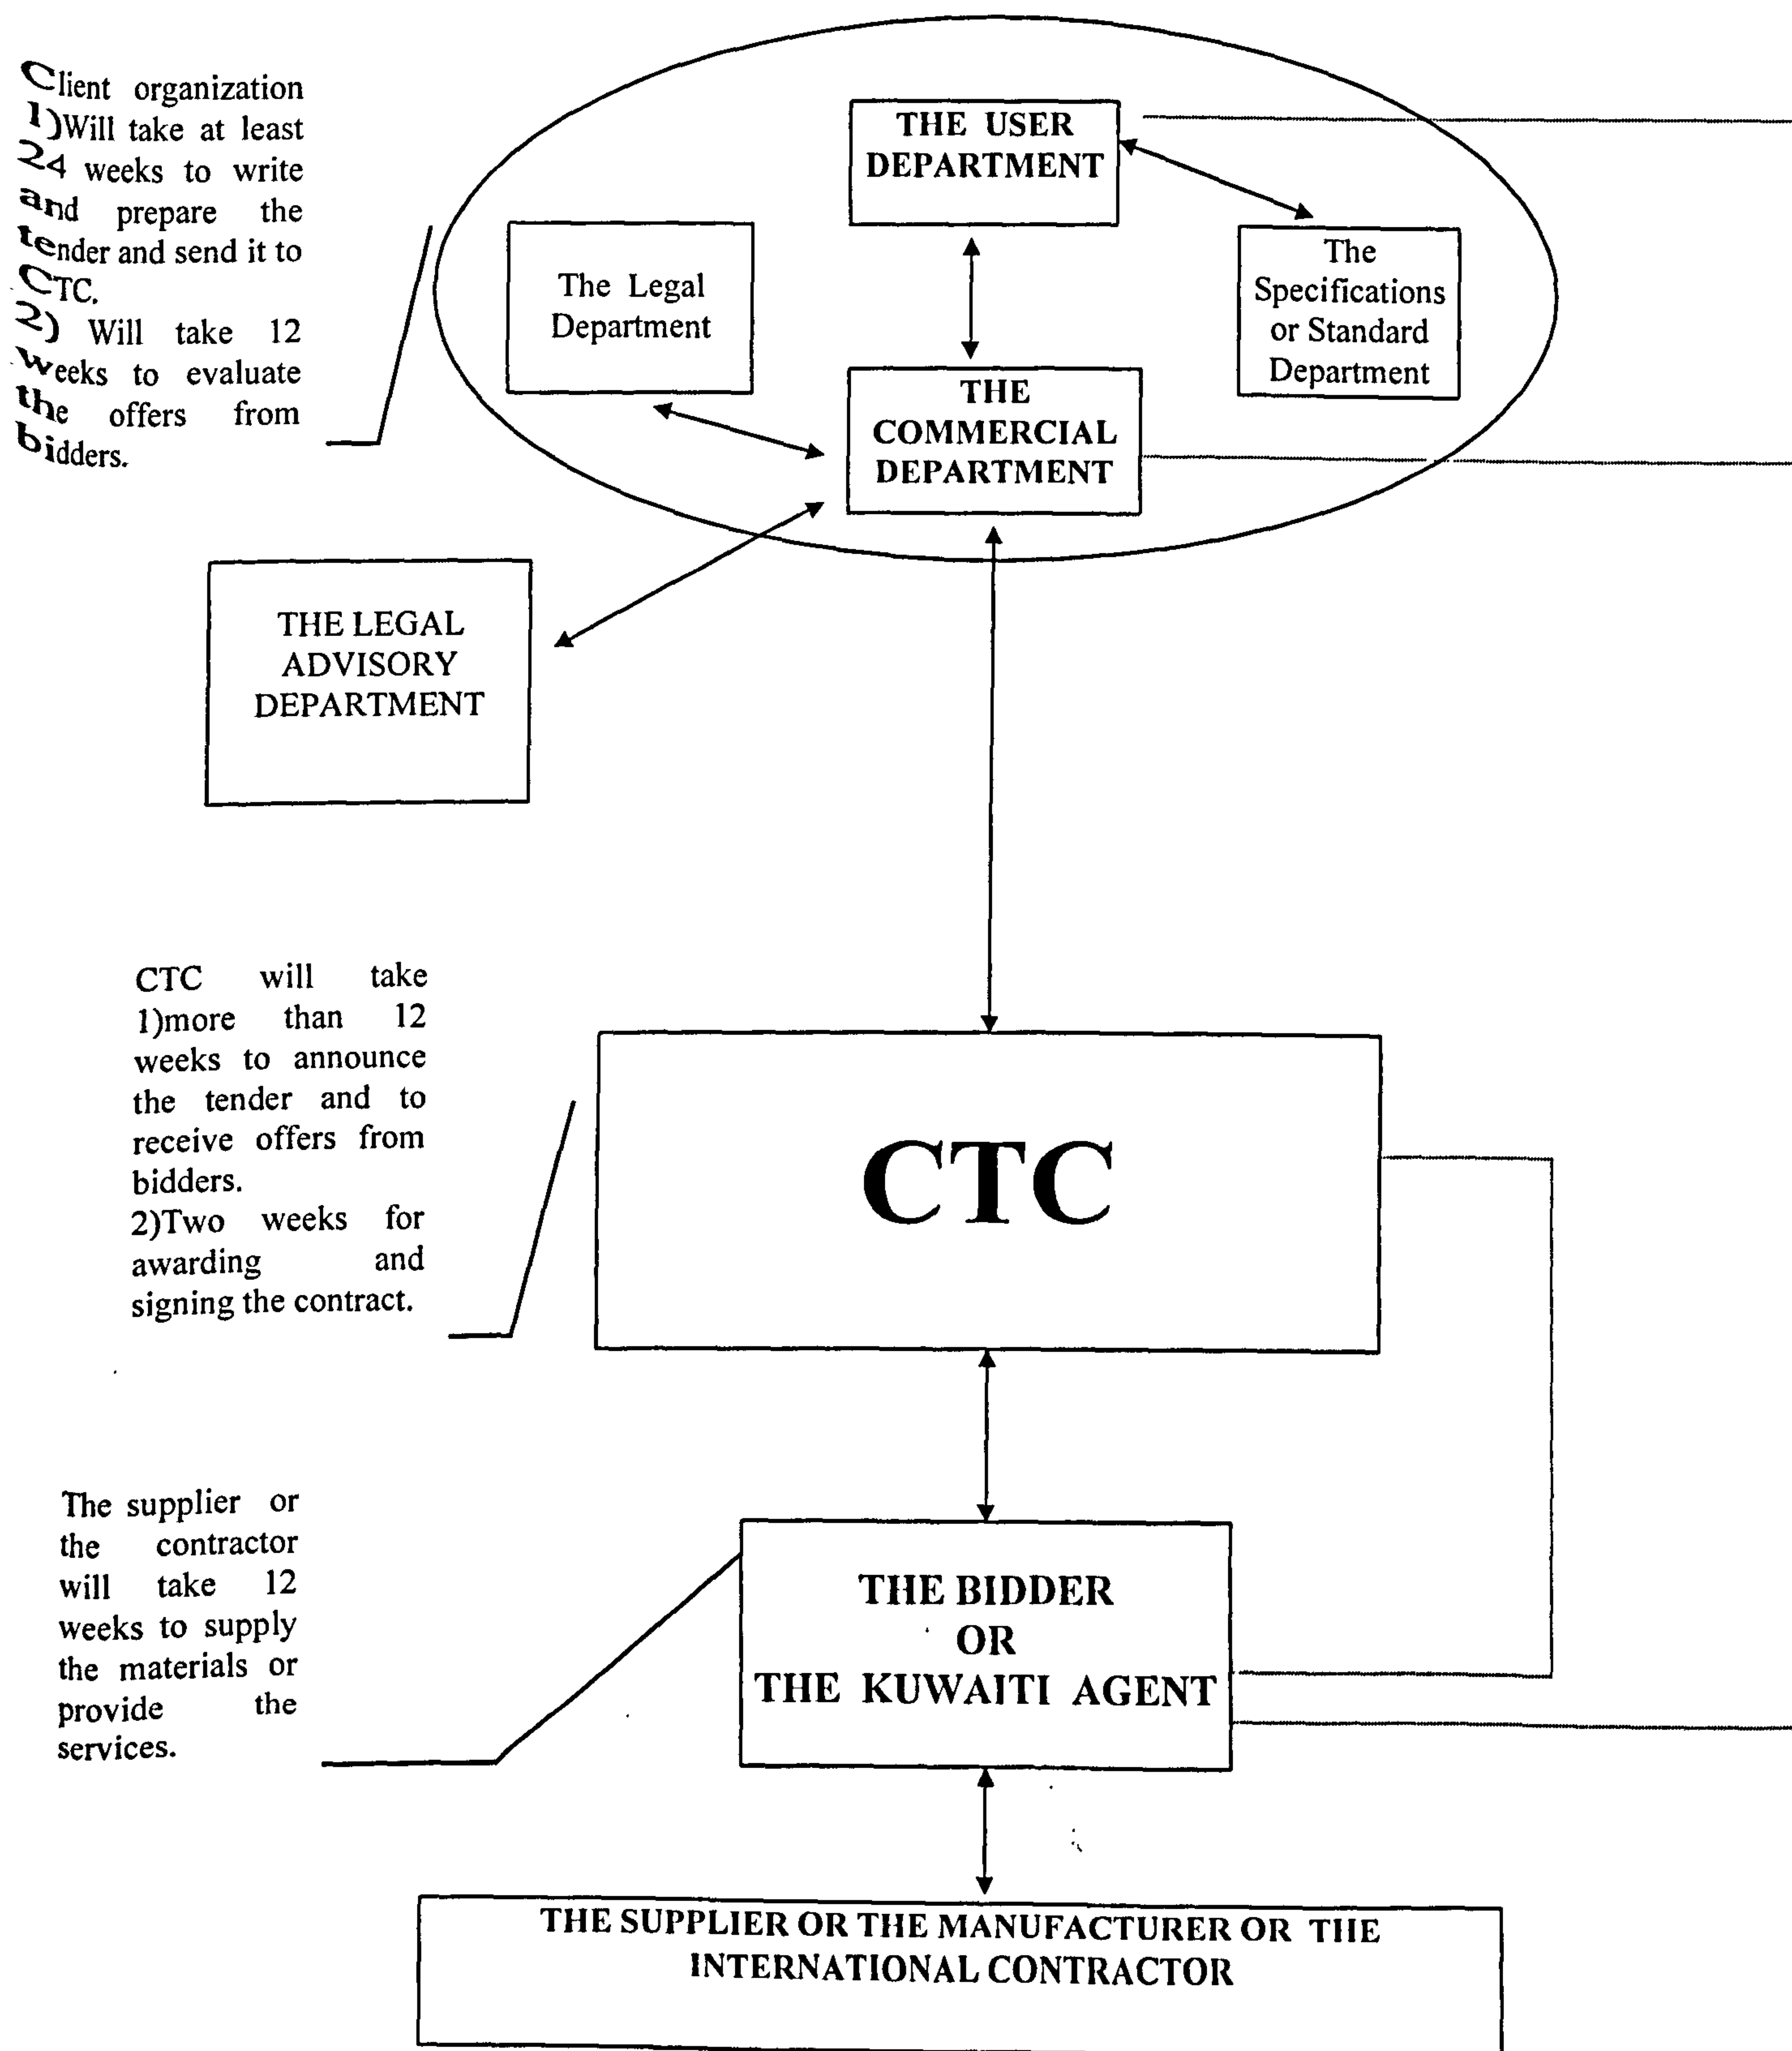 Client organization
1)Will take at least
24 weeks to write
and prepare the
tender and send it to
CTC.
2) Will take 12
weeks to evaluate
the offers from
bidders.
THE USER
DEPARTMENT
The Legal
Department
The
Specifications
or Standard
Department
THE
COMMERCIAL
DEPARTMENT
THE LEGAL
ADVISORY
DEPARTMENT
CTC will take
1)more than 12
weeks to announce
the tender and to
receive offers from
bidders.
2)Two weeks for
awarding and
signing the contract.
CTC
The supplier or
the contractor
will take 12
weeks to supply
the materials or
provide the
services.
THE BIDDER
OR
THE KUWAITI AGENT
THE SUPPLIER OR THE MANUFACTURER OR THE
INTERNATIONAL CONTRACTOR